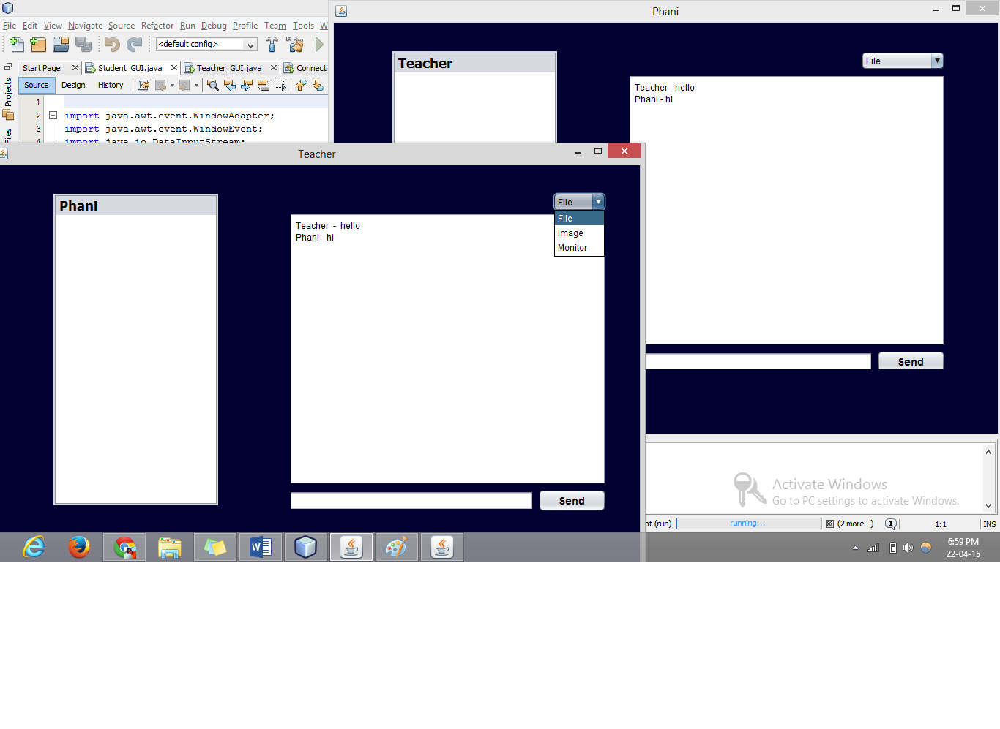 Phani
File Edit View Navigate Source Refactor Run Debug Profile Team Tools W
<default config>
Start Page Student_GUI.java Teacher_GUI.java Connecti
Source Design History
Projects
Files
1
2 import java.awt.event.WindowAdapter;
3 import java.awt.event.WindowEvent;
4 import java.io.DataInputStream;
Teacher
File
Teacher - hello
Phani - hi
Send
Teacher
Phani
File
File
Image
Monitor
Teacher - hello
Phani - hi
Send
Activate Windows
Go to PC settings to activate Windows.
nt (run) running... (2 more...) 1 1:1 INS
6:59 PM
22-04-15